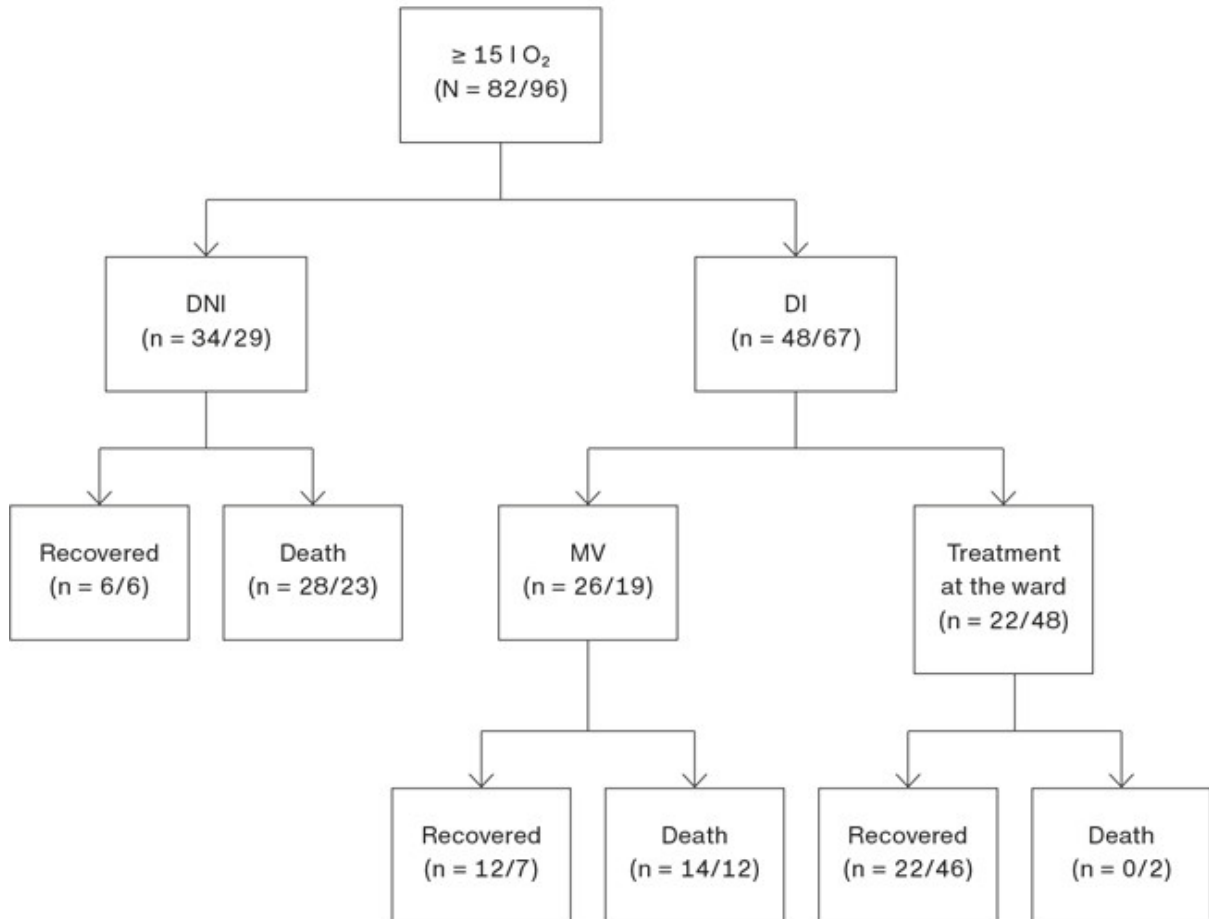 ≥ 15 l O₂
(N = 82/96)
DNI
(n = 34/29)
DI
(n = 48/67)
Recovered
(n = 6/6)
Death
(n = 28/23)
MV
(n = 26/19)
Treatment
at the ward
(n = 22/48)
Recovered
(n = 12/7)
Death
(n = 14/12)
Recovered
(n = 22/46)
Death
(n = 0/2)